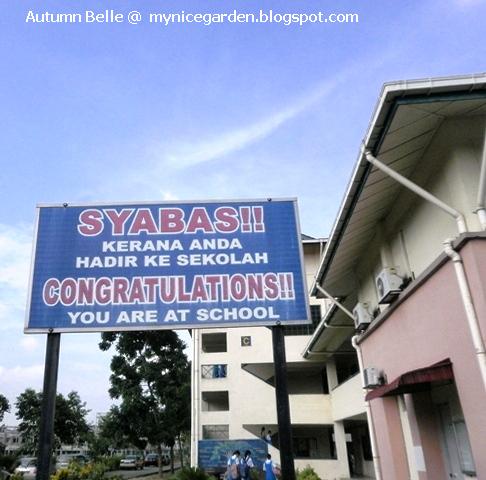 Autumn Belle @ mynicegarden.blogspot.com
SYABAS!!
KERANA ANDA
HADIR KE SEKOLAH
CONGRATULATIONS!!
YOU ARE AT SCHOOL
C